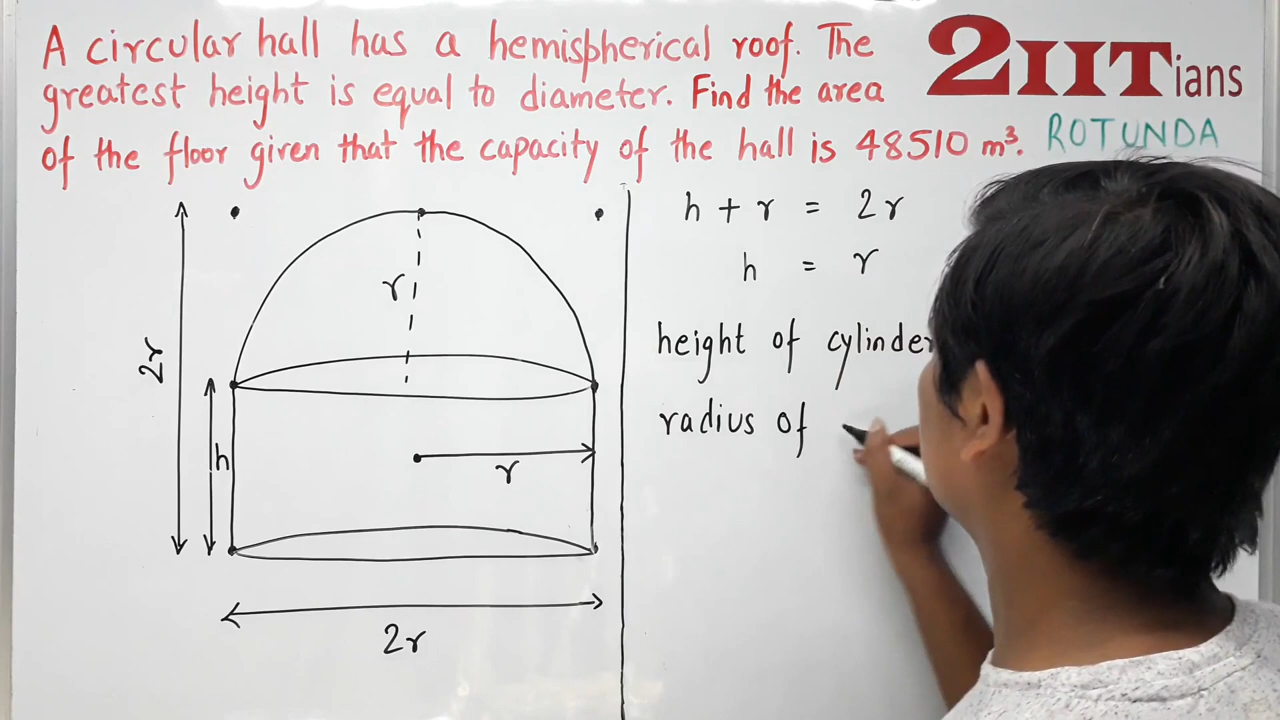 A circular hall has a hemispherical roof. The
greatest height is equal to diameter. Find the area
of the floor given that the capacity of the hall is 48510 m³.
2IITians
ROTUNDA
2r
h
r
r
2r
h + r = 2r
h = r
height of cylinder
radius of